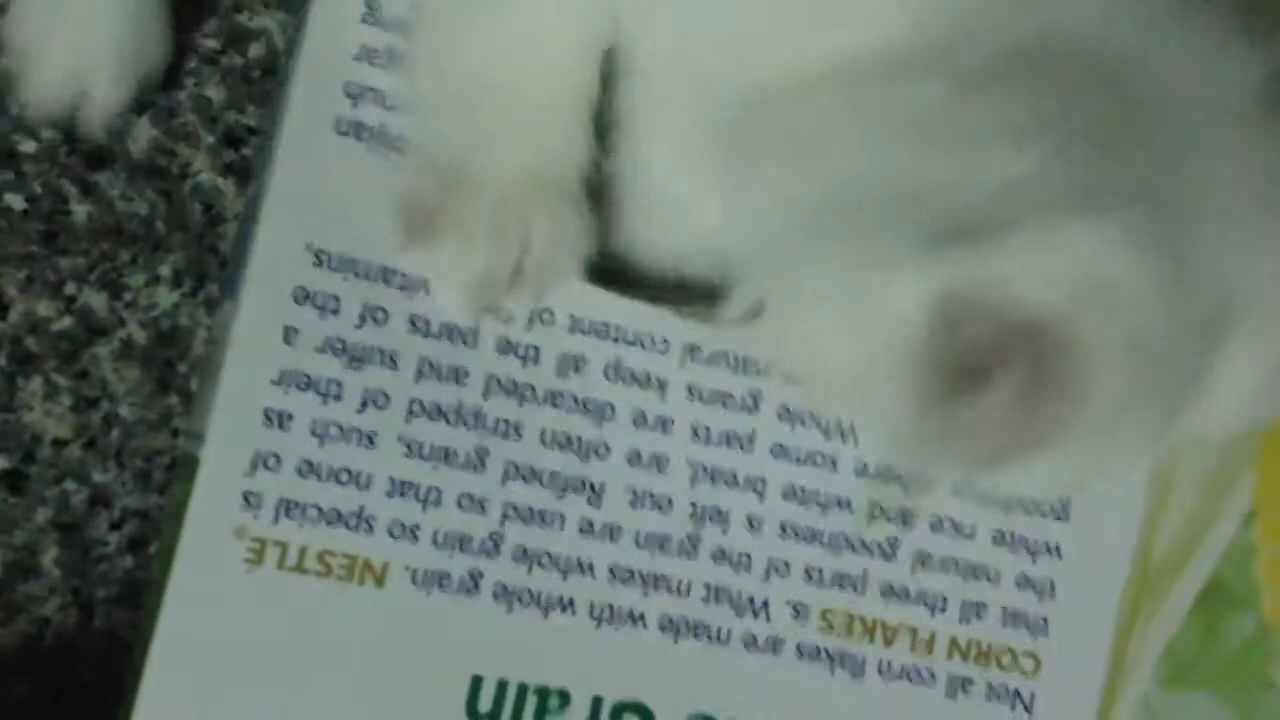 Grain
Not all corn flakes are made with whole grain. NESTLÉ®
CORN FLAKES is. What makes whole grain so special is
that all three parts of the grain are used so that none of
the natural goodness is left out. Refined grains, such as
white rice and white bread, are often stripped of their
where some parts are discarded and suffer a
Whole grains keep all the parts of the
natural content of vitamins,